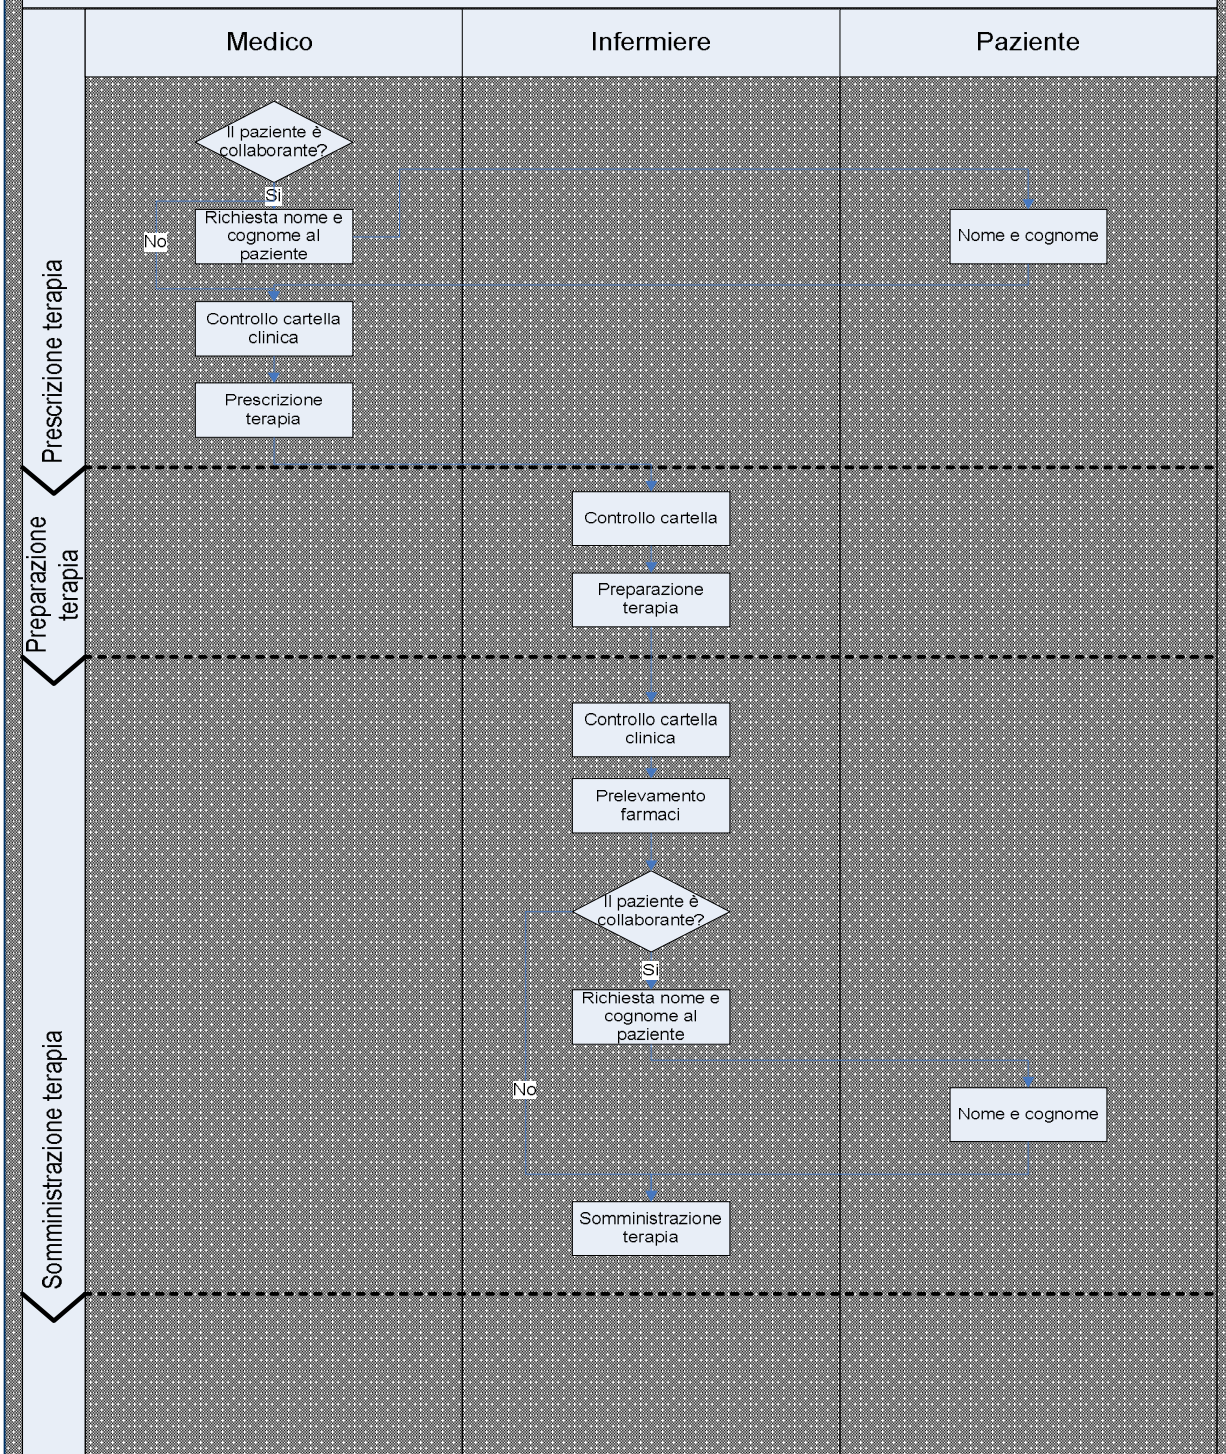 Medico
Infermiere
Paziente
Prescrizione terapia
Il paziente è
collaborante?
Si
No
Richiesta nome e
cognome al
paziente
Nome e cognome
Controllo cartella
clinica
Prescrizione
terapia
Preparazione
terapia
Controllo cartella
Preparazione
terapia
Somministrazione terapia
Controllo cartella
clinica
Prelevamento
farmaci
Il paziente è
collaborante?
Si
Richiesta nome e
cognome al
paziente
No
Nome e cognome
Somministrazione
terapia